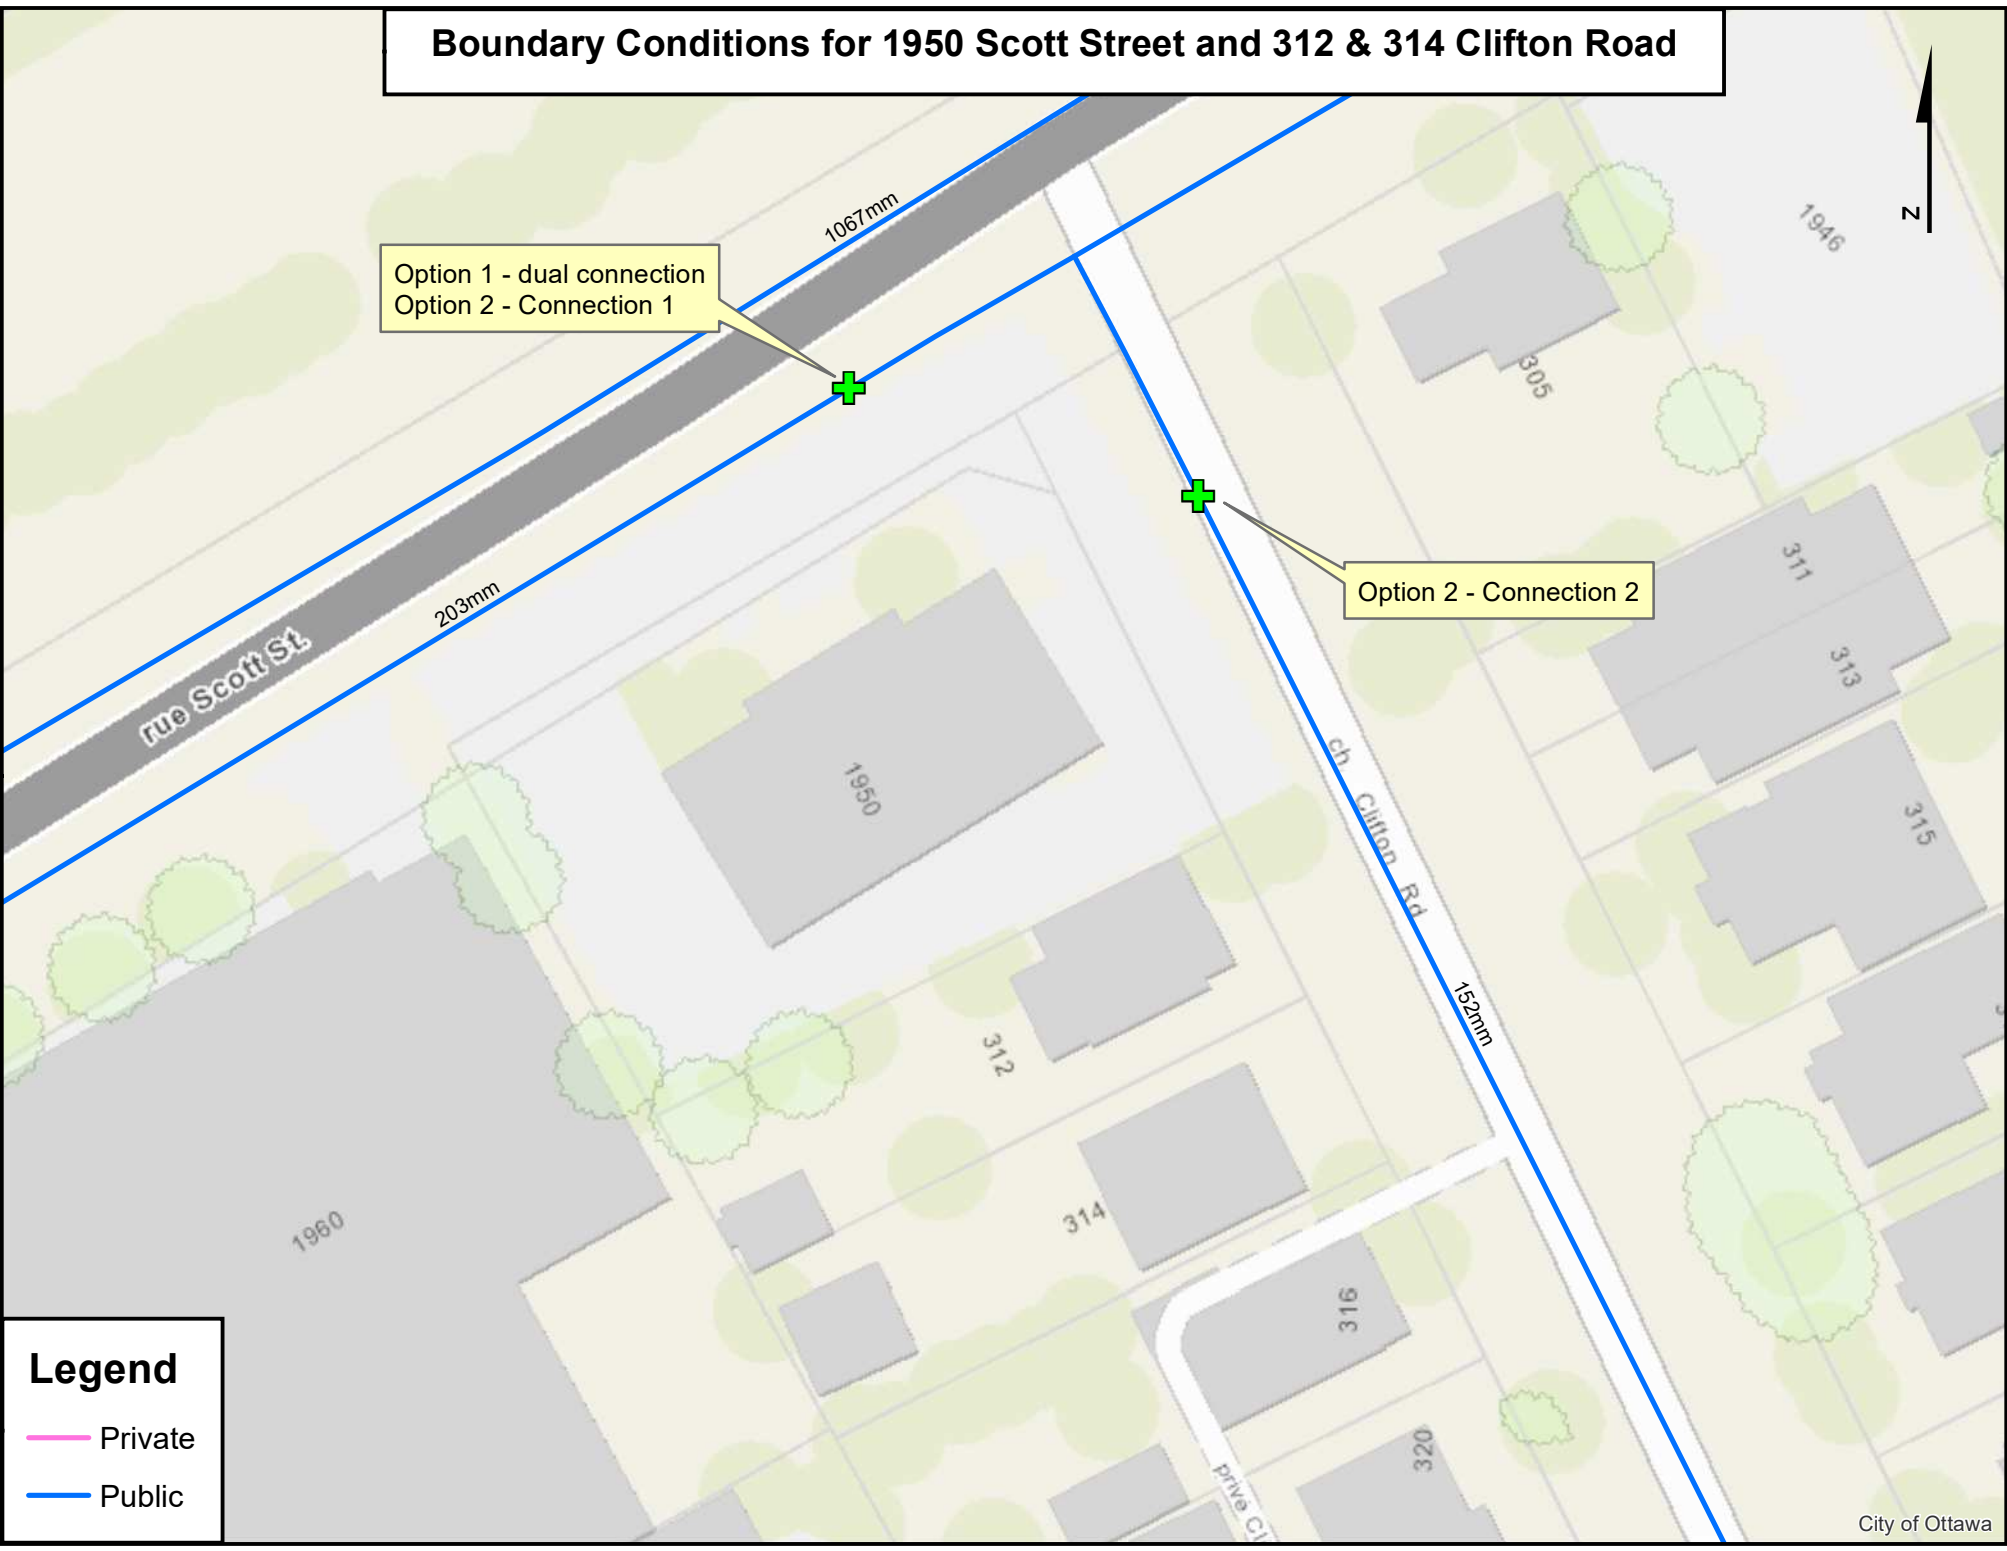 Boundary Conditions for 1950 Scott Street and 312 & 314 Clifton Road
N
1067mm
1946
Option 1 - dual connection
Option 2 - Connection 1
305
Option 2 - Connection 2
311
203mm
rue Scott St.
313
ch Clifton Rd
1950
315
152mm
312
314
1960
316
320
privé
Legend
Private
Public
City of Ottawa